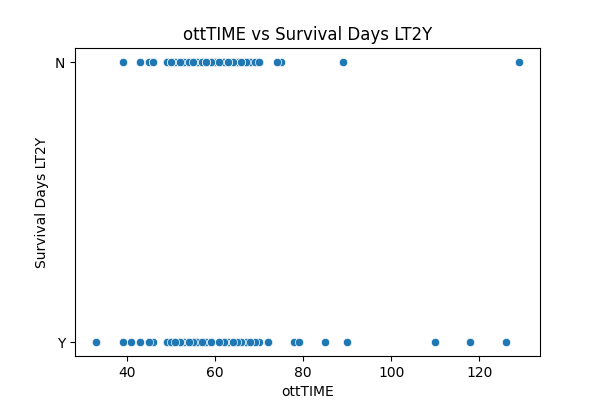 ottTIME vs Survival Days LT2Y
Survival Days LT2Y
N
Y
40 60 80 100 120
ottTIME